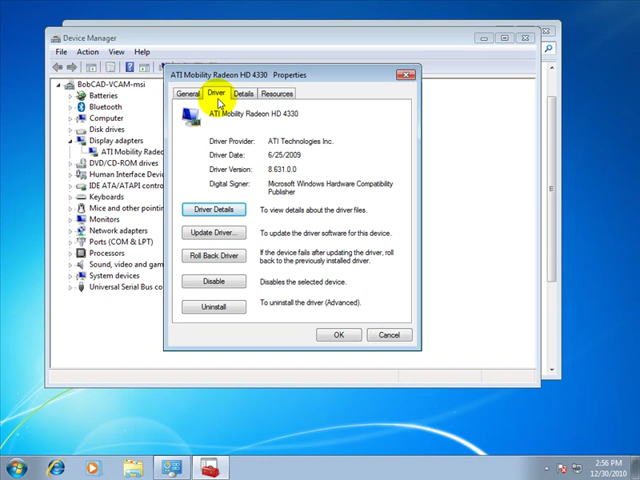 Device Manager
File Action View Help
BobCAD-VCAM-msi
Batteries
Bluetooth
Computer
Disk drives
Display adapters
ATI Mobility Radeo
DVD/CD-ROM drives
Human Interface Devic
IDE ATA/ATAPI contro
Keyboards
Mice and other pointin
Monitors
Network adapters
Ports (COM & LPT)
Processors
Sound, video and gam
System devices
Universal Serial Bus co
ATI Mobility Radeon HD 4330 Properties
General Driver Details Resources
ATI Mobility Radeon HD 4330
Driver Provider: ATI Technologies Inc.
Driver Date: 6/25/2009
Driver Version: 8.631.0.0
Digital Signer: Microsoft Windows Hardware Compatibility
Publisher
Driver Details To view details about the driver files.
Update Driver... To update the driver software for this device.
Roll Back Driver If the device fails after updating the driver, roll
back to the previously installed driver.
Disable Disables the selected device.
Uninstall To uninstall the driver (Advanced).
OK Cancel
2:56 PM
12/30/2010